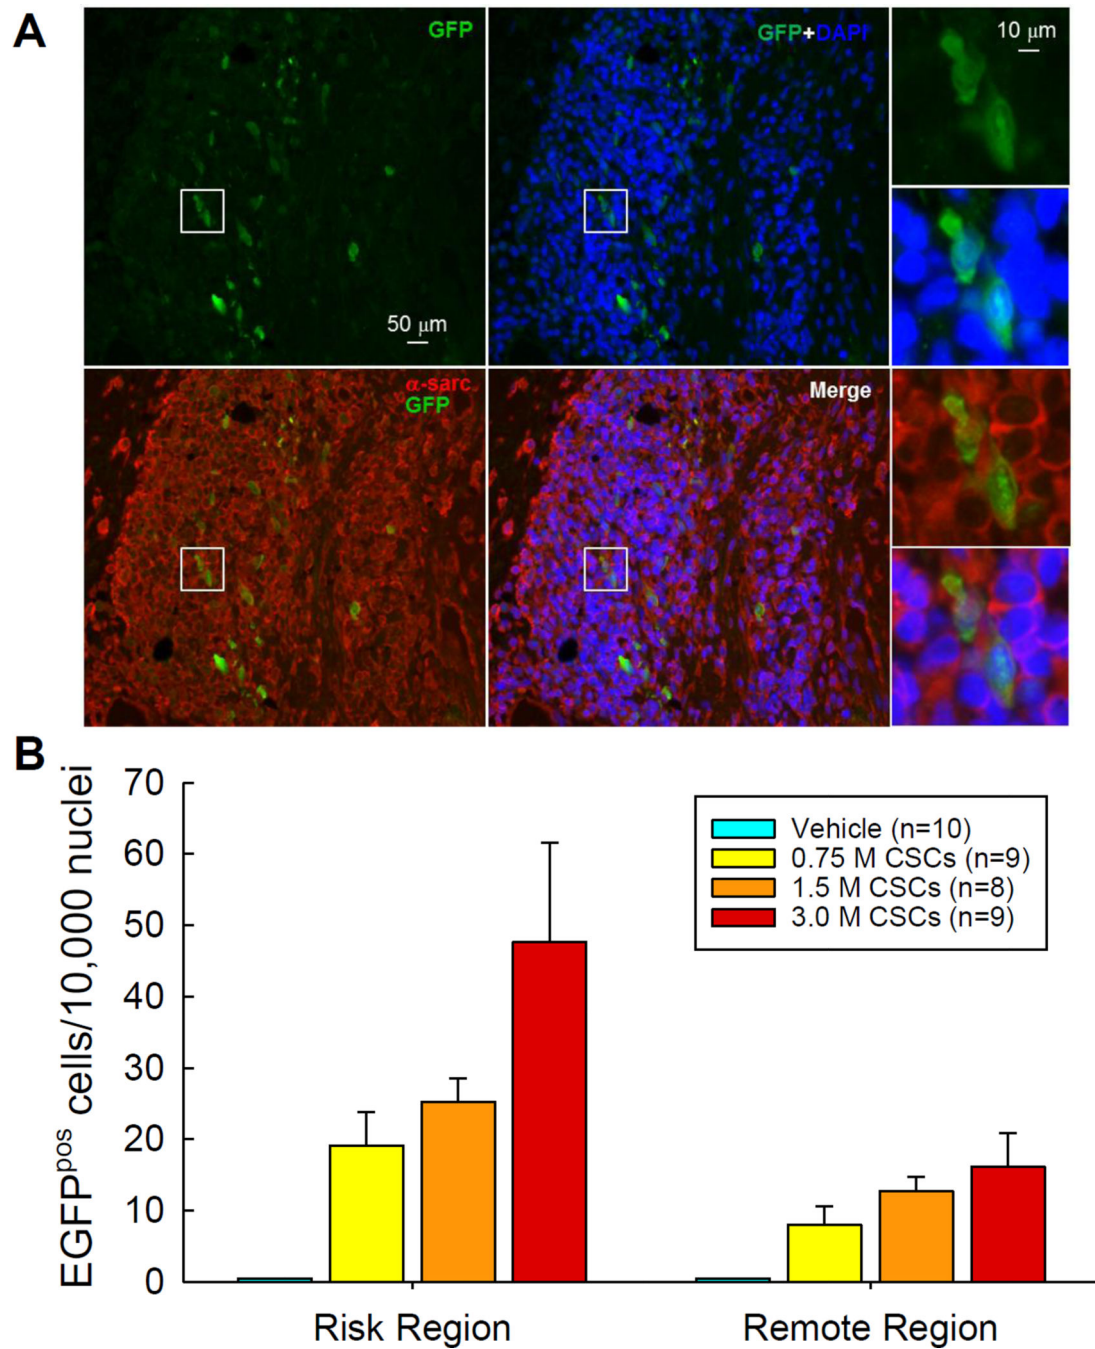 A
GFP
GFP+DAPI
10 μm
50 μm
α-sarc
GFP
Merge
B
EGFPpos cells/10,000 nuclei
70
60
50
40
30
20
10
0
Vehicle (n=10)
0.75 M CSCs (n=9)
1.5 M CSCs (n=8)
3.0 M CSCs (n=9)
Risk Region
Remote Region